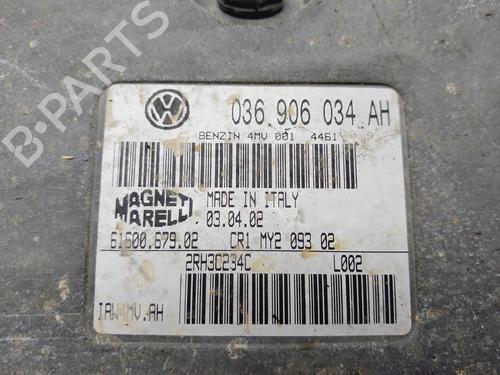 B-PARTS
036 906 034 AH
BENZIN 4MV 001 4461
MAGNETI MARELLI
MADE IN ITALY
03.04.02
61600.679.02 CR1 MY2 093 02
2RH3C234C L002
IAW4MV.AH